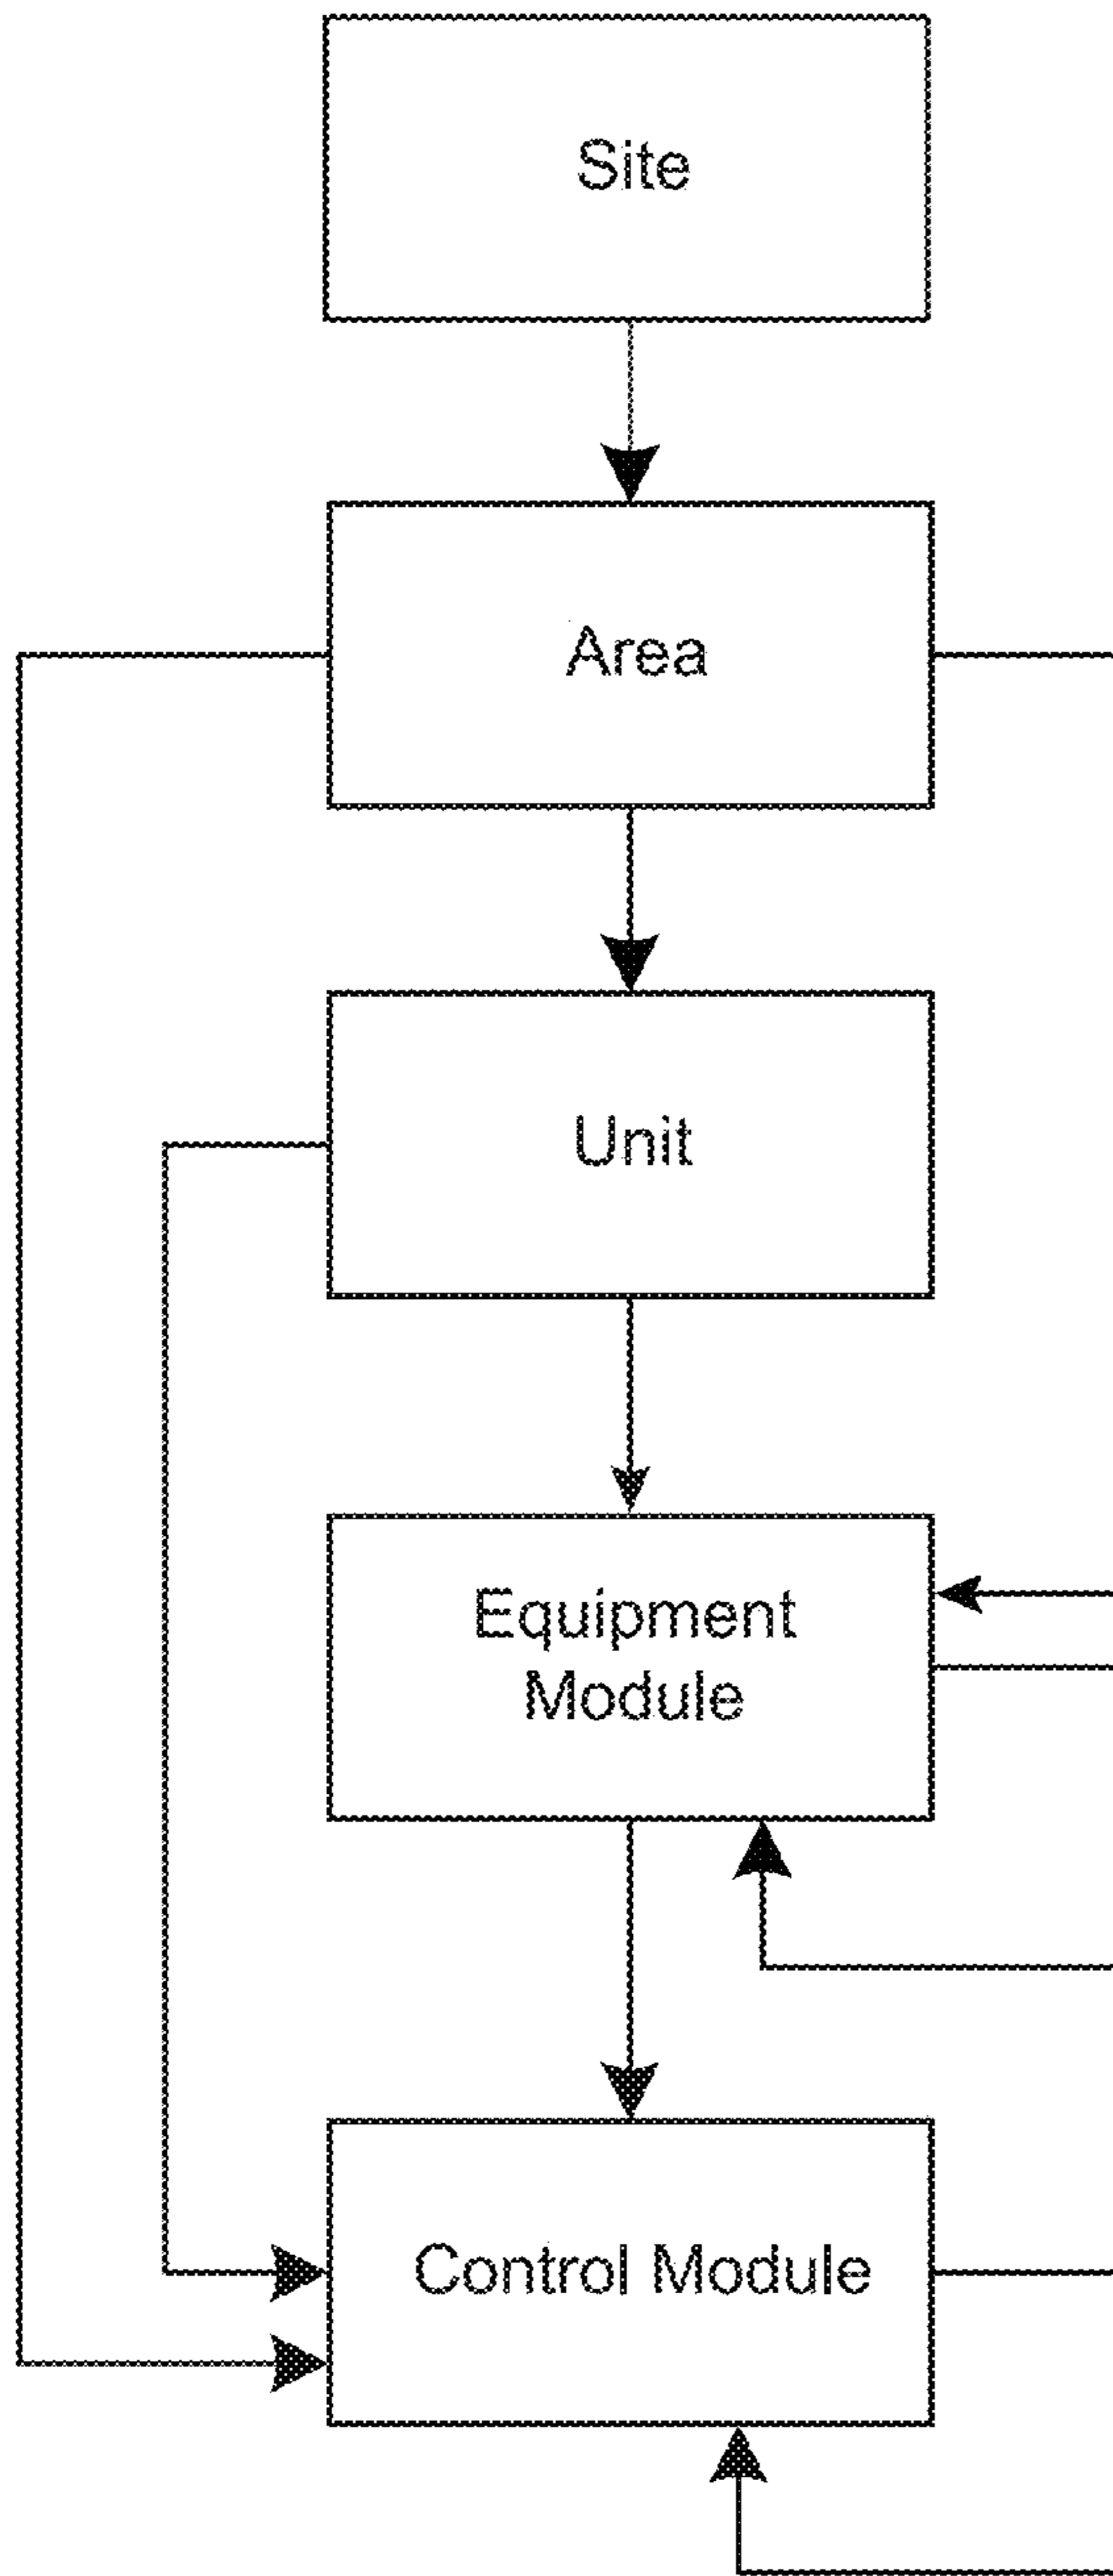 Site
Area
Unit
Equipment
Module
Control Module